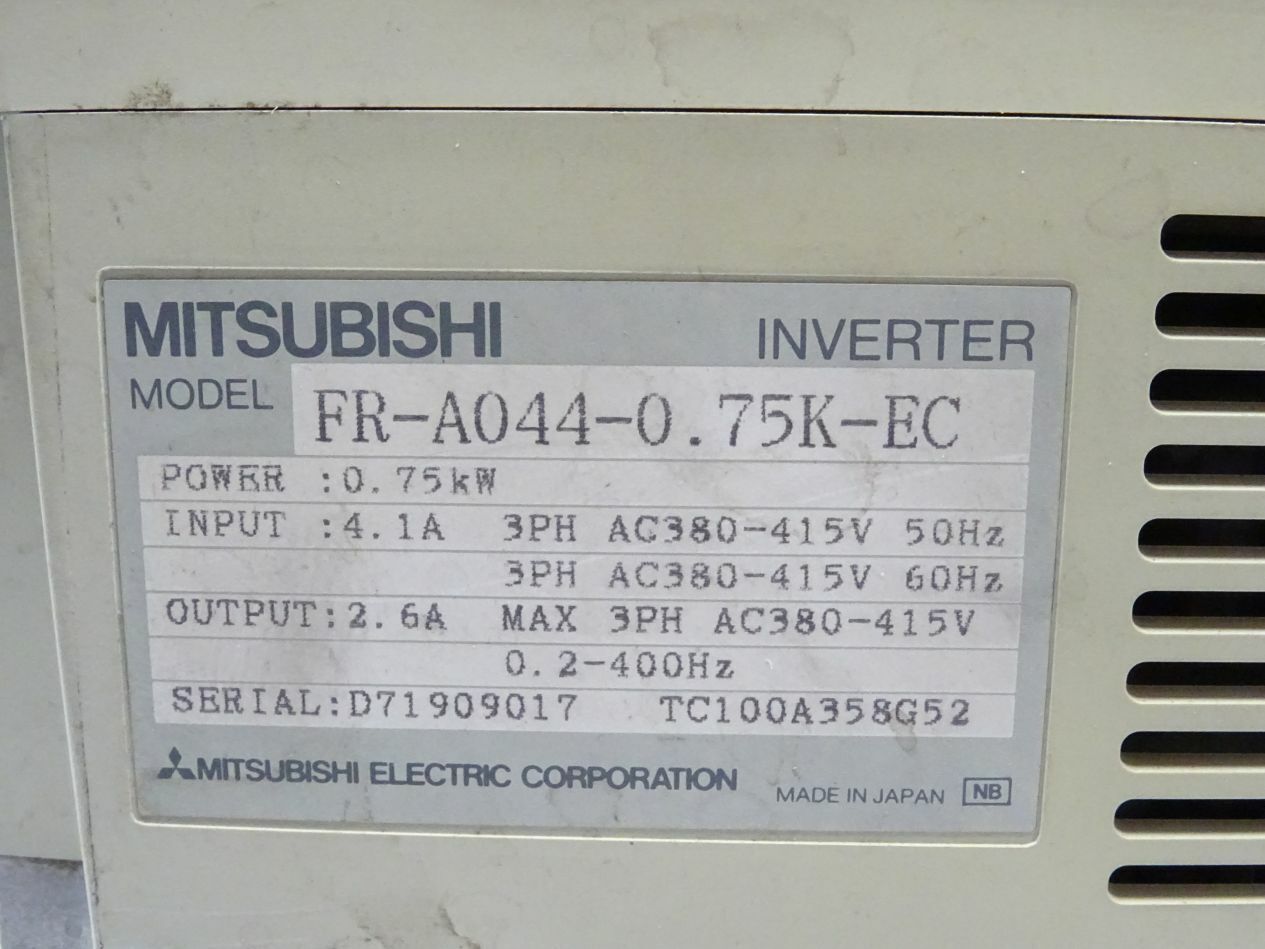 MITSUBISHI INVERTER
MODEL FR-A044-0.75K-EC
POWER :0.75kW
INPUT :4.1A 3PH AC380-415V 50Hz
3PH AC380-415V 60Hz
OUTPUT:2.6A MAX 3PH AC380-415V
0.2-400Hz
SERIAL:D71909017 TC100A358G52
MITSUBISHI ELECTRIC CORPORATION
MADE IN JAPAN NB